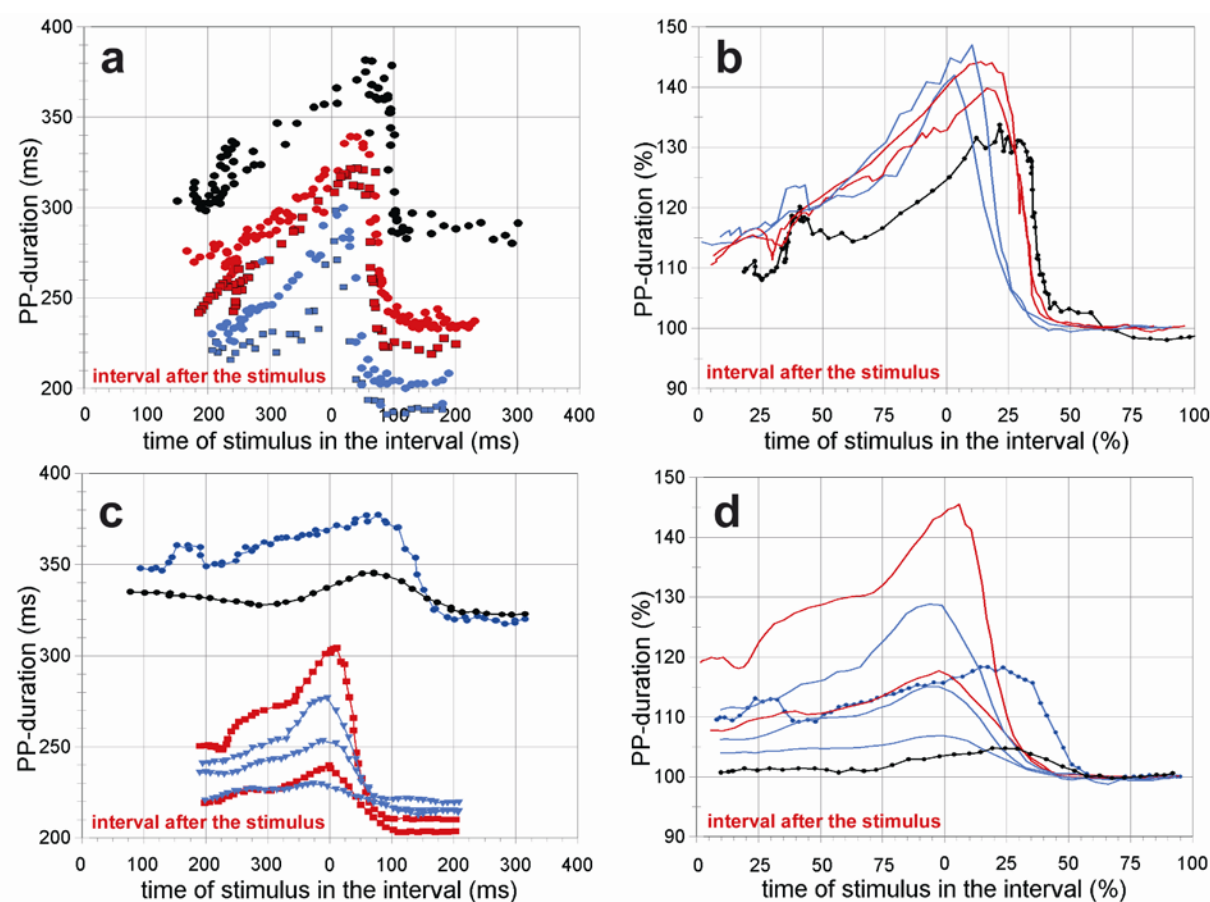 a
400
350
300
250
200
PP-duration (ms)
interval after the stimulus
0 100 200 300 0 100 200 300 400
time of stimulus in the interval (ms)
b
150
140
130
120
110
100
90
PP-duration (%)
interval after the stimulus
0 25 50 75 0 25 50 75 100
time of stimulus in the interval (%)
c
400
350
300
250
200
PP-duration (ms)
interval after the stimulus
0 100 200 300 0 100 200 300 400
time of stimulus in the interval (ms)
d
150
140
130
120
110
100
90
PP-duration (%)
interval after the stimulus
0 25 50 75 0 25 50 75 100
time of stimulus in the interval (%)